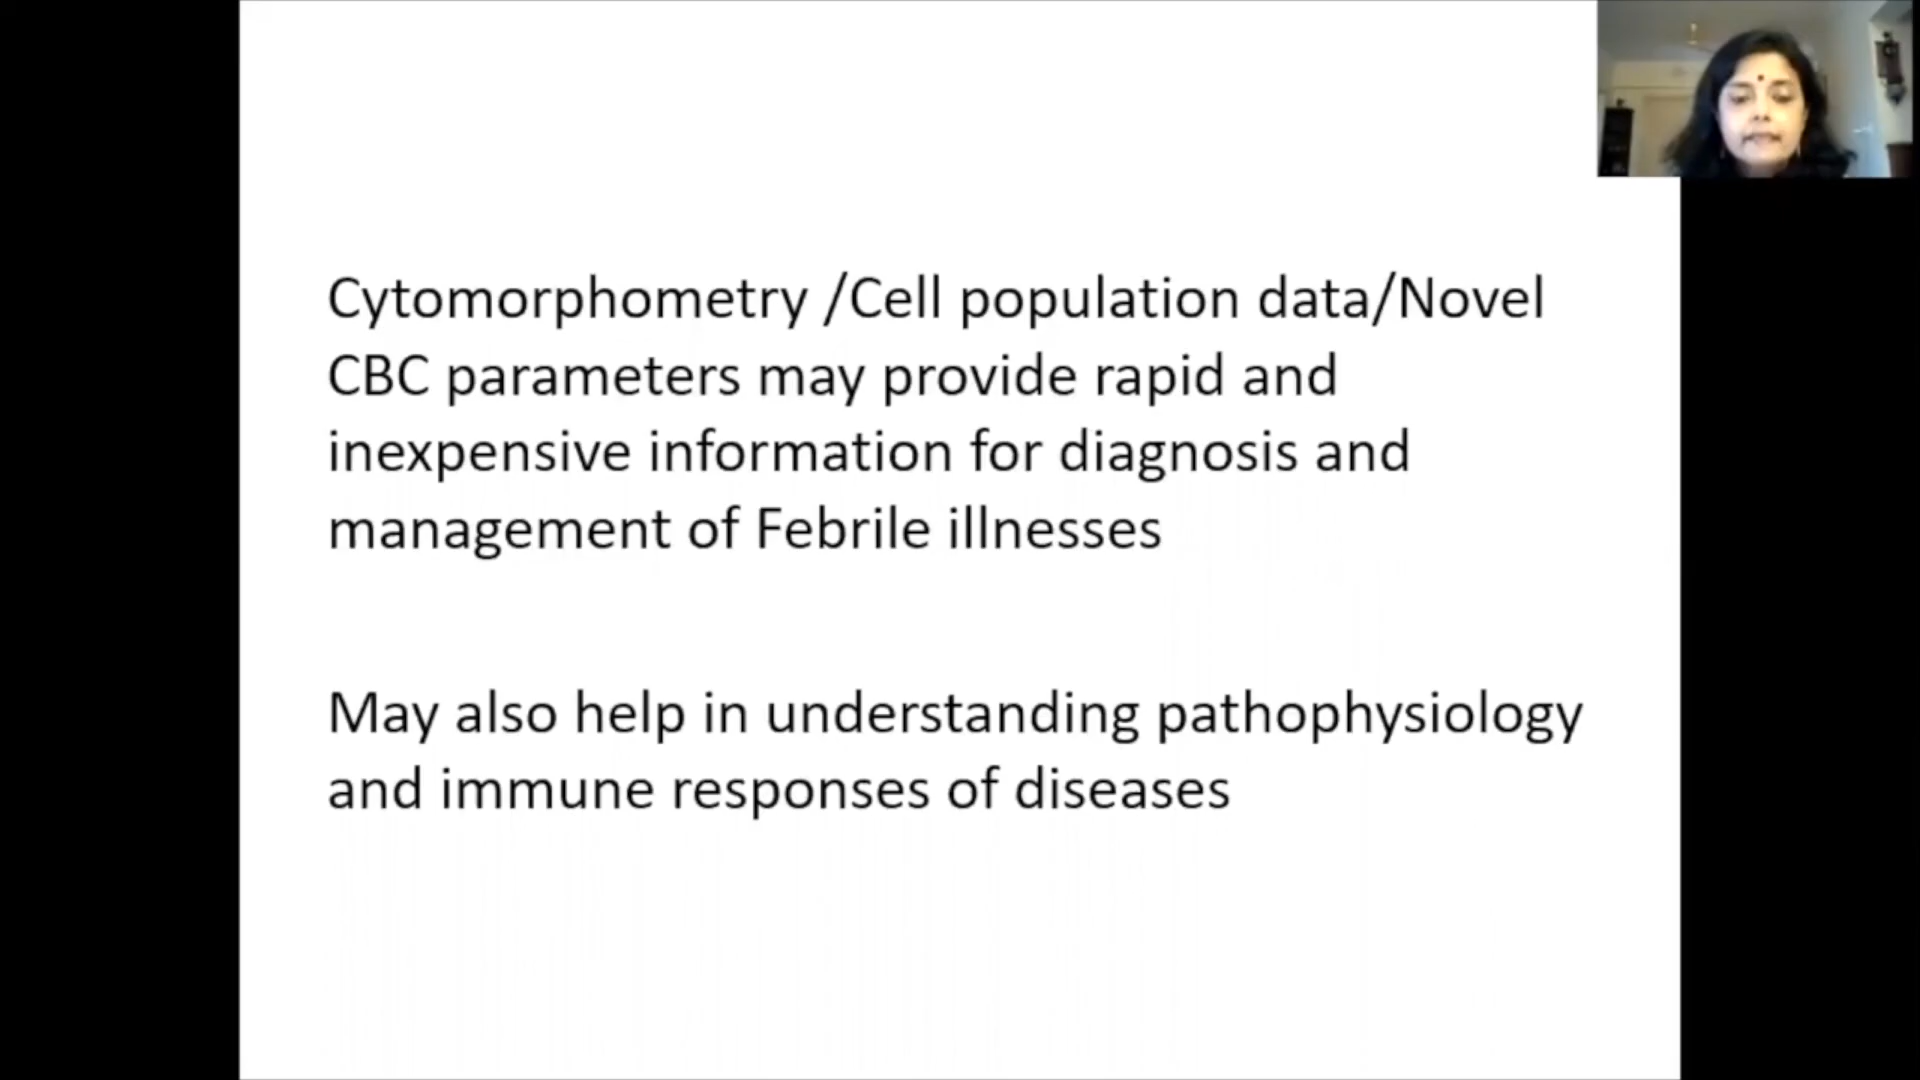 Cytomorphometry /Cell population data/Novel
CBC parameters may provide rapid and
inexpensive information for diagnosis and
management of Febrile illnesses
May also help in understanding pathophysiology
and immune responses of diseases